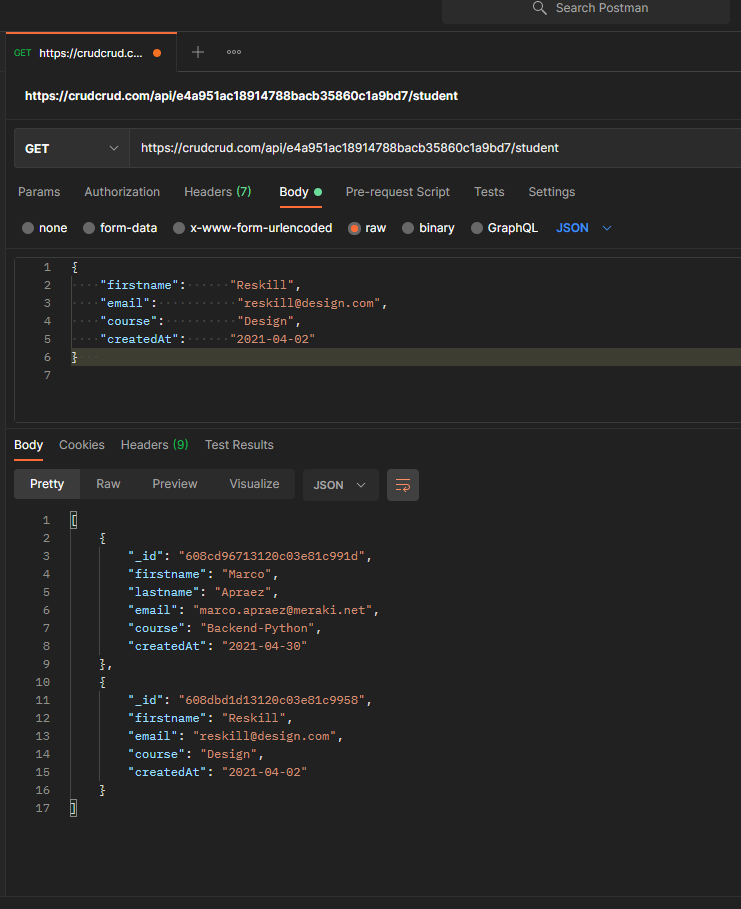 Search Postman
GET https://crudcrud.c...
https://crudcrud.com/api/e4a951ac18914788bacb35860c1a9bd7/student
GET https://crudcrud.com/api/e4a951ac18914788bacb35860c1a9bd7/student
Params Authorization Headers (7) Body Pre-request Script Tests Settings
none form-data x-www-form-urlencoded raw binary GraphQL JSON
1 {
2 "firstname": "Reskill",
3 "email": "reskill@design.com",
4 "course": "Design",
5 "createdAt": "2021-04-02"
6 }
7
Body Cookies Headers (9) Test Results
Pretty Raw Preview Visualize JSON
1 [
2 {
3 "_id": "608cd96713120c03e81c991d",
4 "firstname": "Marco",
5 "lastname": "Apraez",
6 "email": "marco.apraez@meraki.net",
7 "course": "Backend-Python",
8 "createdAt": "2021-04-30"
9 },
10 {
11 "_id": "608dbd1d13120c03e81c9958",
12 "firstname": "Reskill",
13 "email": "reskill@design.com",
14 "course": "Design",
15 "createdAt": "2021-04-02"
16 }
17 ]